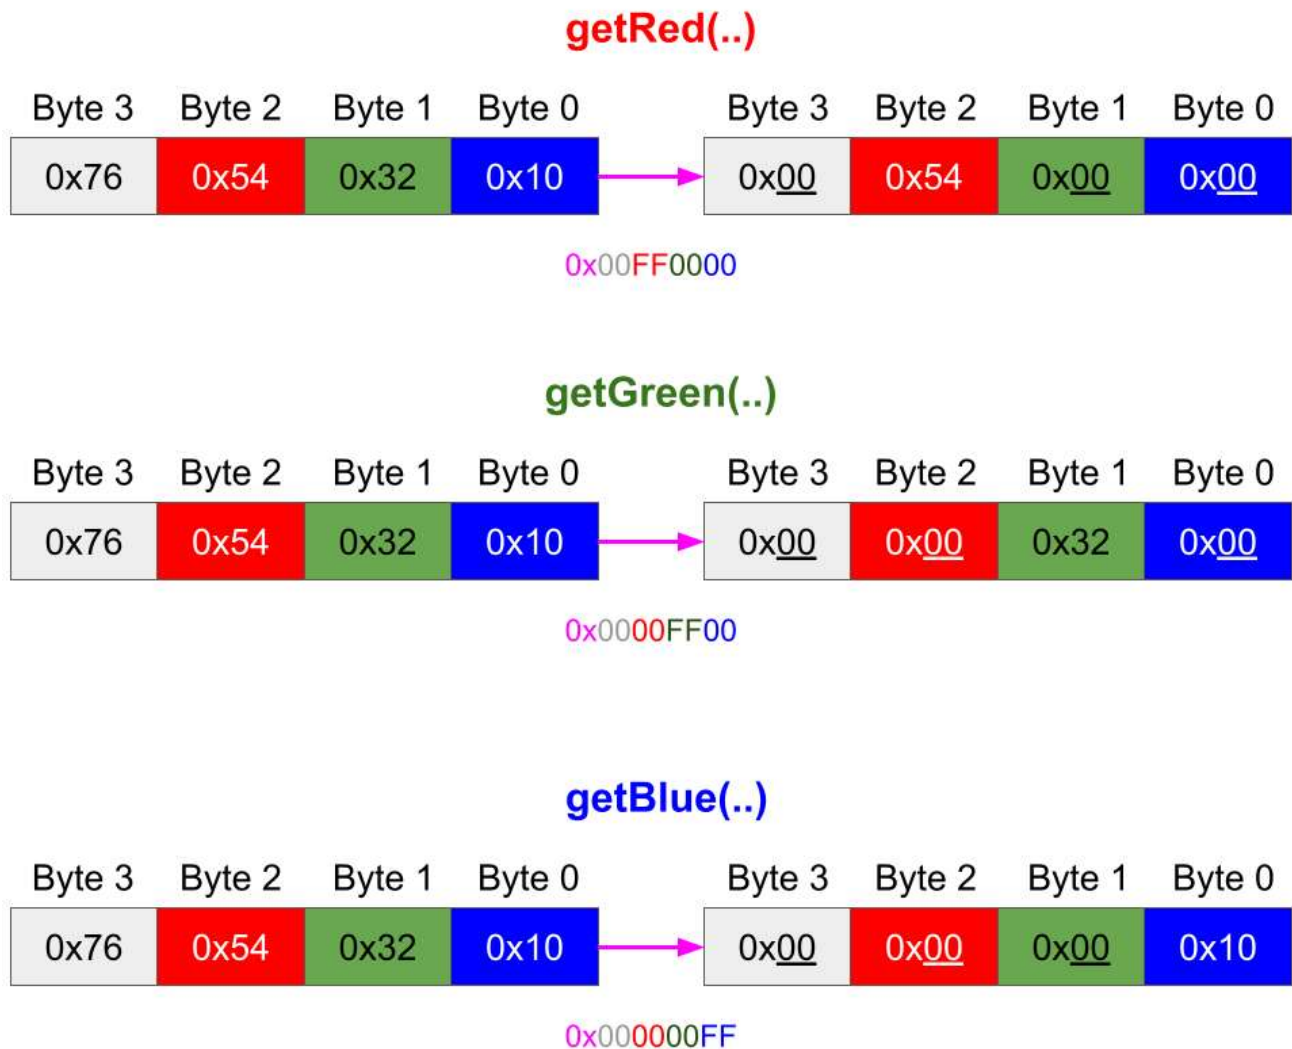 getRed(..)
Byte 3 Byte 2 Byte 1 Byte 0 Byte 3 Byte 2 Byte 1 Byte 0
0x76 0x54 0x32 0x10 0x00 0x54 0x00 0x00
0x00FF0000
getGreen(..)
Byte 3 Byte 2 Byte 1 Byte 0 Byte 3 Byte 2 Byte 1 Byte 0
0x76 0x54 0x32 0x10 0x00 0x00 0x32 0x00
0x0000FF00
getBlue(..)
Byte 3 Byte 2 Byte 1 Byte 0 Byte 3 Byte 2 Byte 1 Byte 0
0x76 0x54 0x32 0x10 0x00 0x00 0x00 0x10
0x000000FF